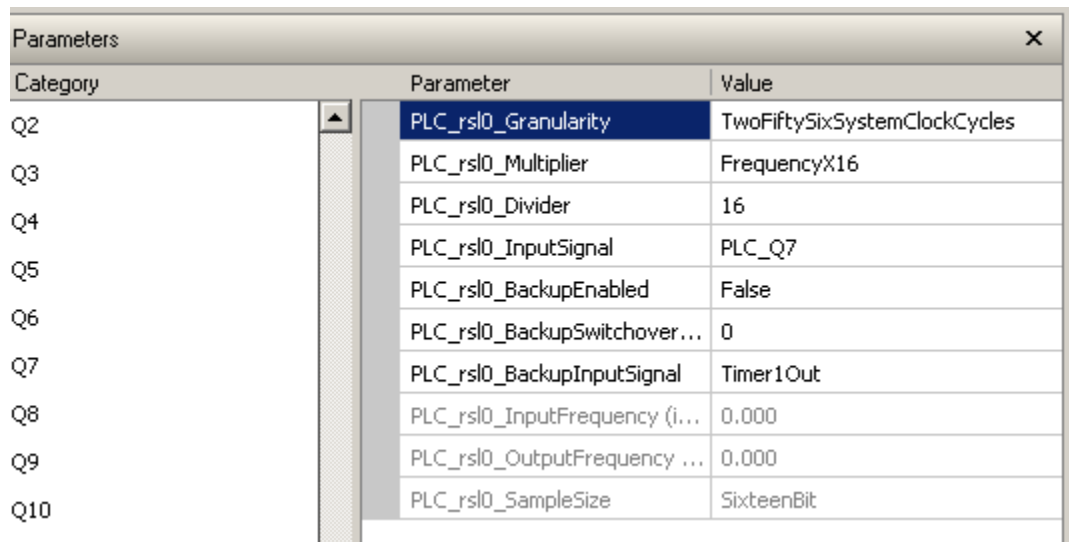 Parameters
Category Parameter Value
Q2
Q3
Q4
Q5
Q6
Q7
Q8
Q9
Q10
PLC_rsl0_Granularity TwoFiftySixSystemClockCycles
PLC_rsl0_Multiplier FrequencyX16
PLC_rsl0_Divider 16
PLC_rsl0_InputSignal PLC_Q7
PLC_rsl0_BackupEnabled False
PLC_rsl0_BackupSwitchover... 0
PLC_rsl0_BackupInputSignal Timer1Out
PLC_rsl0_InputFrequency (i... 0.000
PLC_rsl0_OutputFrequency ... 0.000
PLC_rsl0_SampleSize SixteenBit